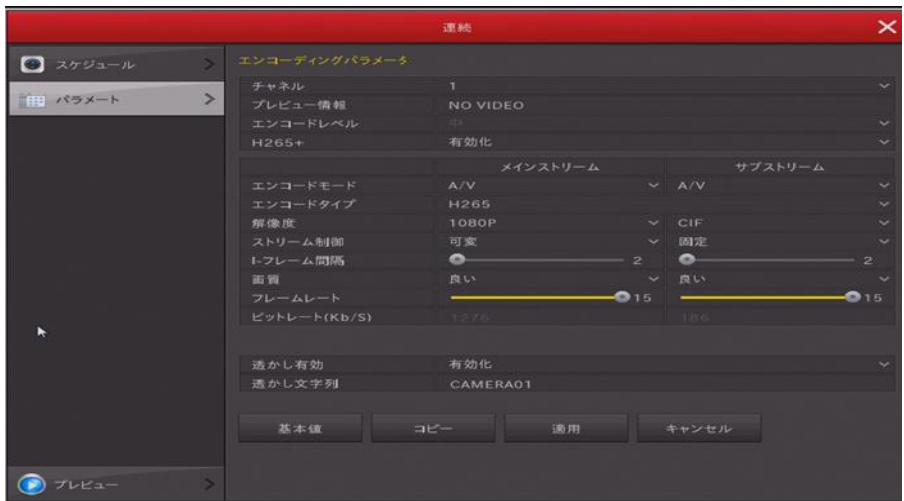 連続
スケジュール
パラメート
エンコーディングパラメータ
チャネル 1
プレビュー情報 NO VIDEO
エンコードレベル 中
H265+ 有効化
メインストリーム サブストリーム
エンコードモード A/V A/V
エンコードタイプ H265
解像度 1080P CIF
ストリーム制御 可変 固定
I-フレーム間隔 2 2
画質 良い 良い
フレームレート 15 15
ビットレート(Kb/S) 1276 186
透かし有効 有効化
透かし文字列 CAMERA01
基本値 コピー 適用 キャンセル
プレビュー